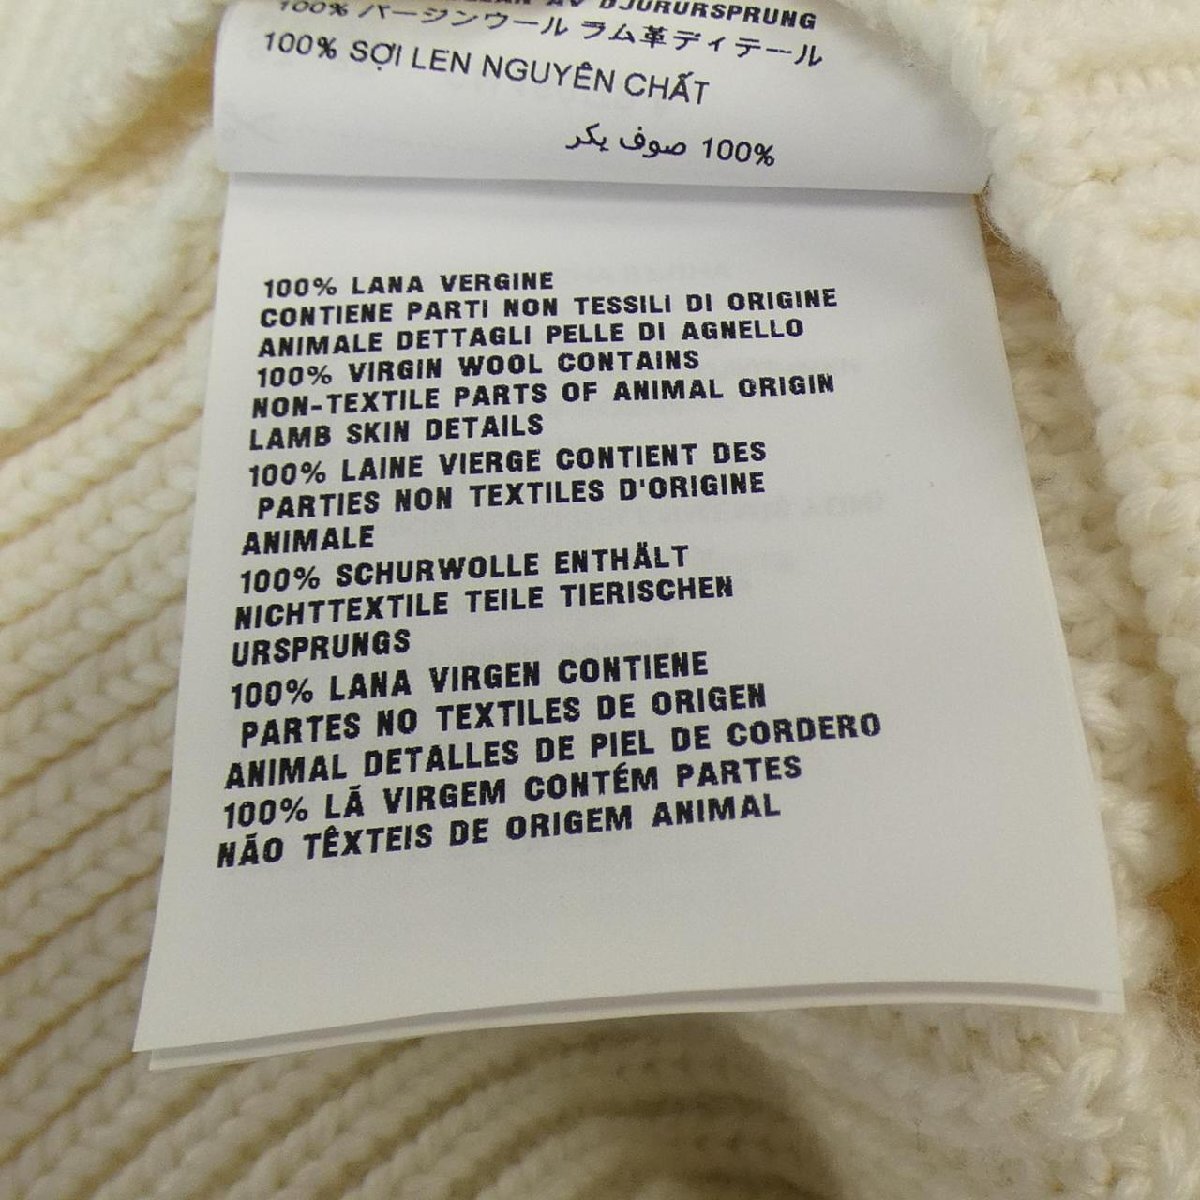 AV DJURURSPRUNG
100% バージンウール ラム革ディテール
100% SỢI LEN NGUYÊN CHẤT
100% صوف بكر
100% LANA VERGINE
CONTIENE PARTI NON TESSILI DI ORIGINE
ANIMALE DETTAGLI PELLE DI AGNELLO
100% VIRGIN WOOL CONTAINS
NON-TEXTILE PARTS OF ANIMAL ORIGIN
LAMB SKIN DETAILS
100% LAINE VIERGE CONTIENT DES
PARTIES NON TEXTILES D'ORIGINE
ANIMALE
100% SCHURWOLLE ENTHÄLT
NICHTTEXTILE TEILE TIERISCHEN
URSPRUNGS
100% LANA VIRGEN CONTIENE
PARTES NO TEXTILES DE ORIGEN
ANIMAL DETALLES DE PIEL DE CORDERO
100% LÃ VIRGEM CONTÉM PARTES
NÃO TÊXTEIS DE ORIGEM ANIMAL